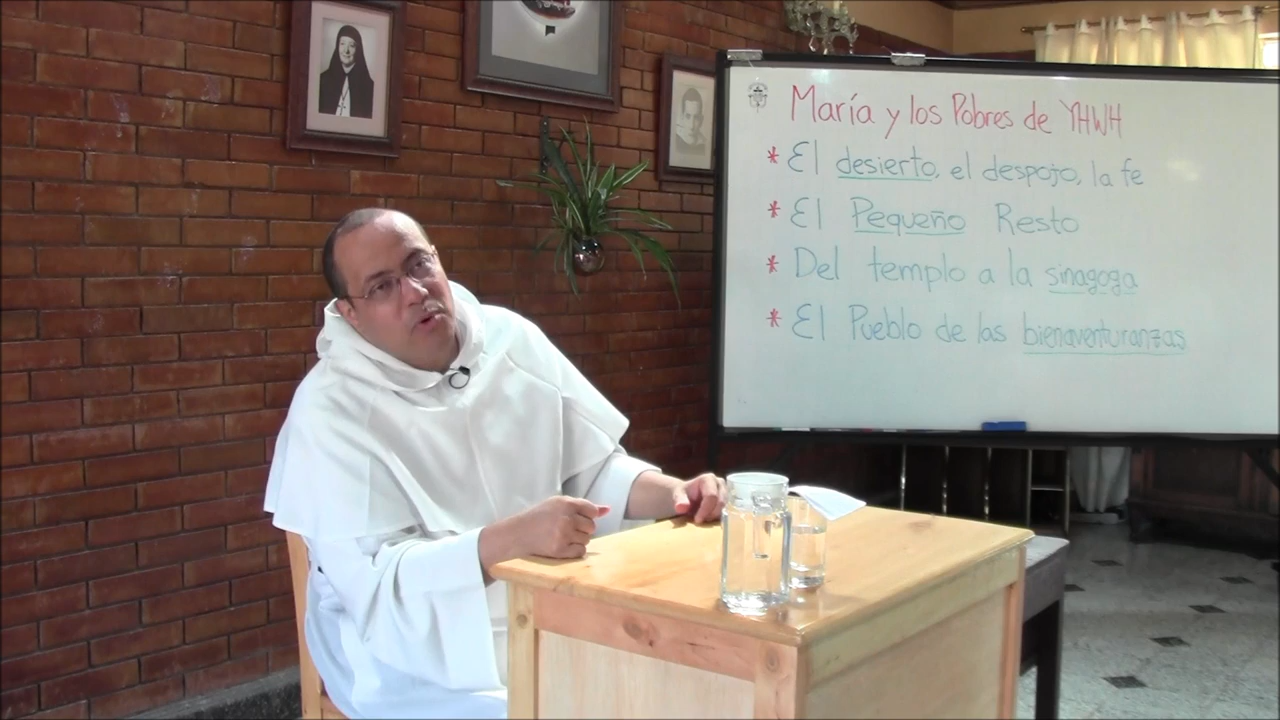 María y los Pobres de YHWH
* El desierto, el despojo, la fe
* El Pequeño Resto
* Del templo a la sinagoga
* El Pueblo de las bienaventuranzas